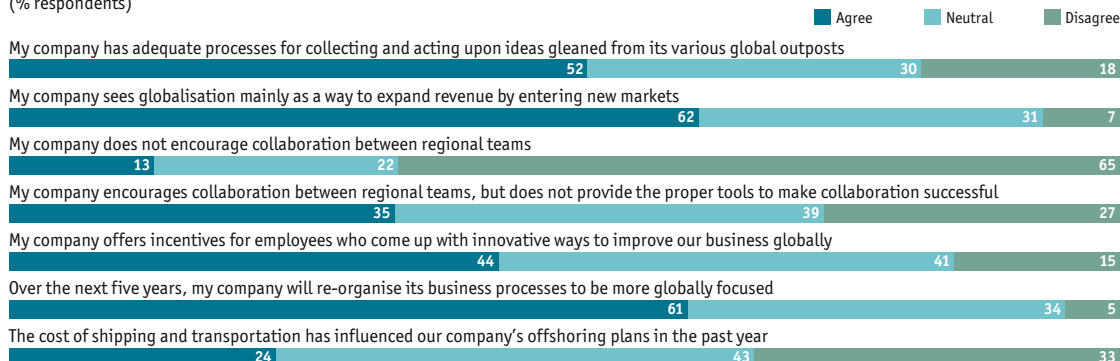 (% respondents)
Agree Neutral Disagree
My company has adequate processes for collecting and acting upon ideas gleaned from its various global outposts
52 30 18
My company sees globalisation mainly as a way to expand revenue by entering new markets
62 31 7
My company does not encourage collaboration between regional teams
13 22 65
My company encourages collaboration between regional teams, but does not provide the proper tools to make collaboration successful
35 39 27
My company offers incentives for employees who come up with innovative ways to improve our business globally
44 41 15
Over the next five years, my company will re-organise its business processes to be more globally focused
61 34 5
The cost of shipping and transportation has influenced our company's offshoring plans in the past year
24 43 33